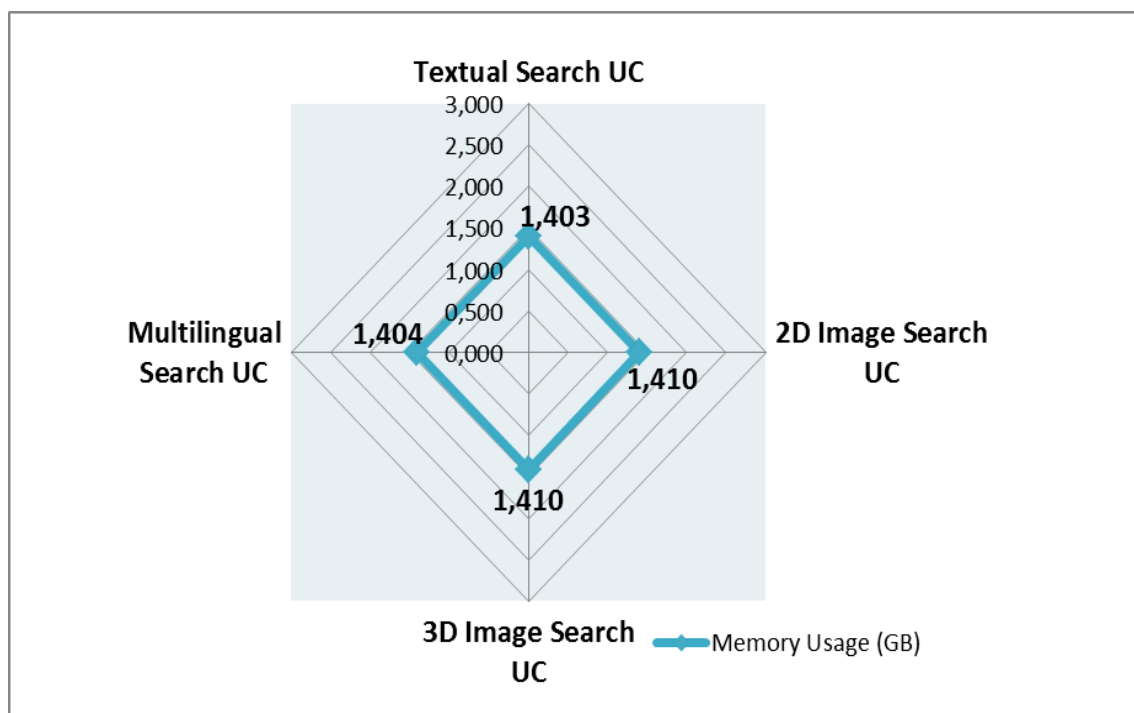 Textual Search UC
3,000
2,500
2,000
1,500
1,000
0,500
0,000
1,403
Multilingual
Search UC
1,404
2D Image Search
UC
1,410
1,410
3D Image Search
UC
Memory Usage (GB)